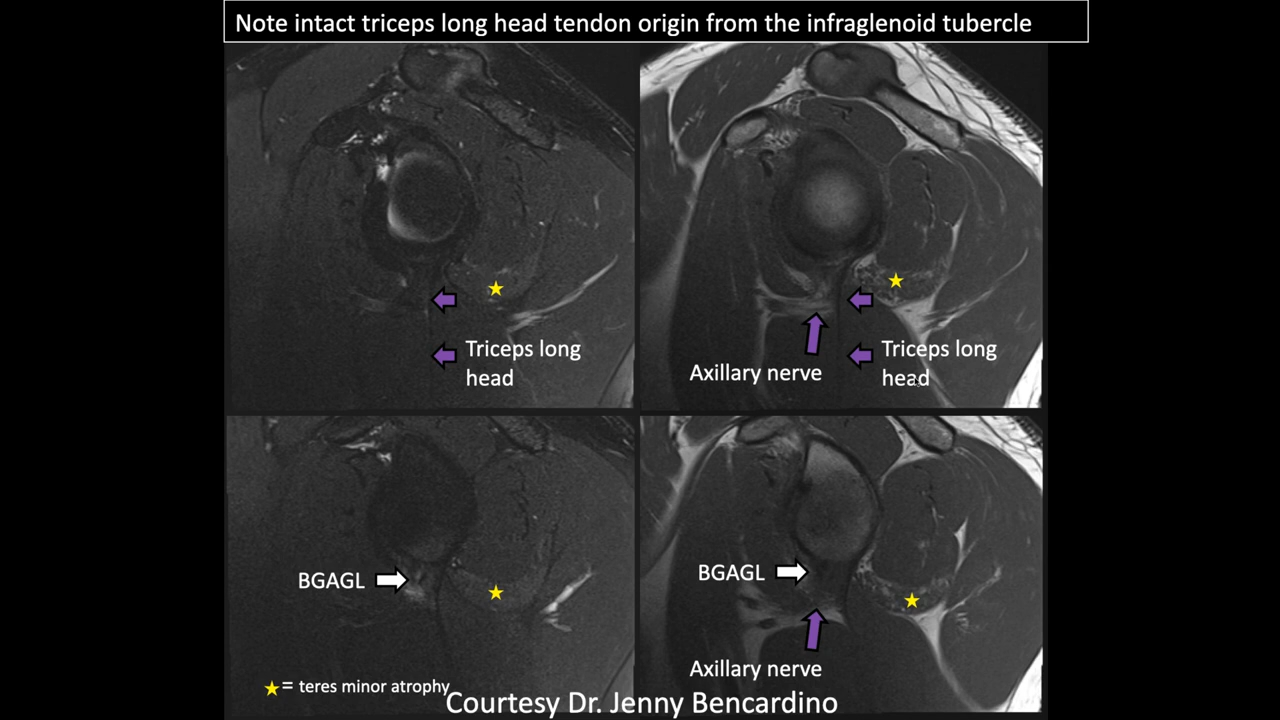 Note intact triceps long head tendon origin from the infraglenoid tubercle
Triceps long
head
Axillary nerve
Triceps long
head
BGAGL
= teres minor atrophy
BGAGL
Axillary nerve
Courtesy Dr. Jenny Bencardino